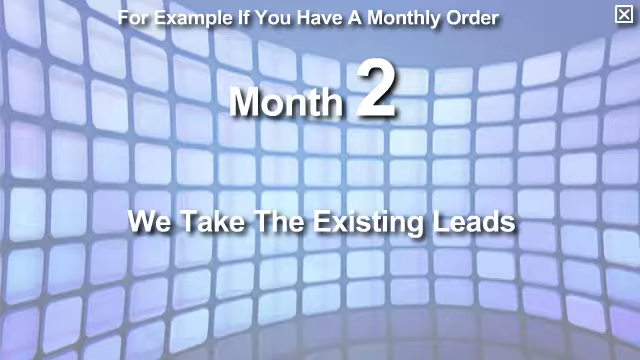 For Example If You Have A Monthly Order
Month 2
We Take The Existing Leads